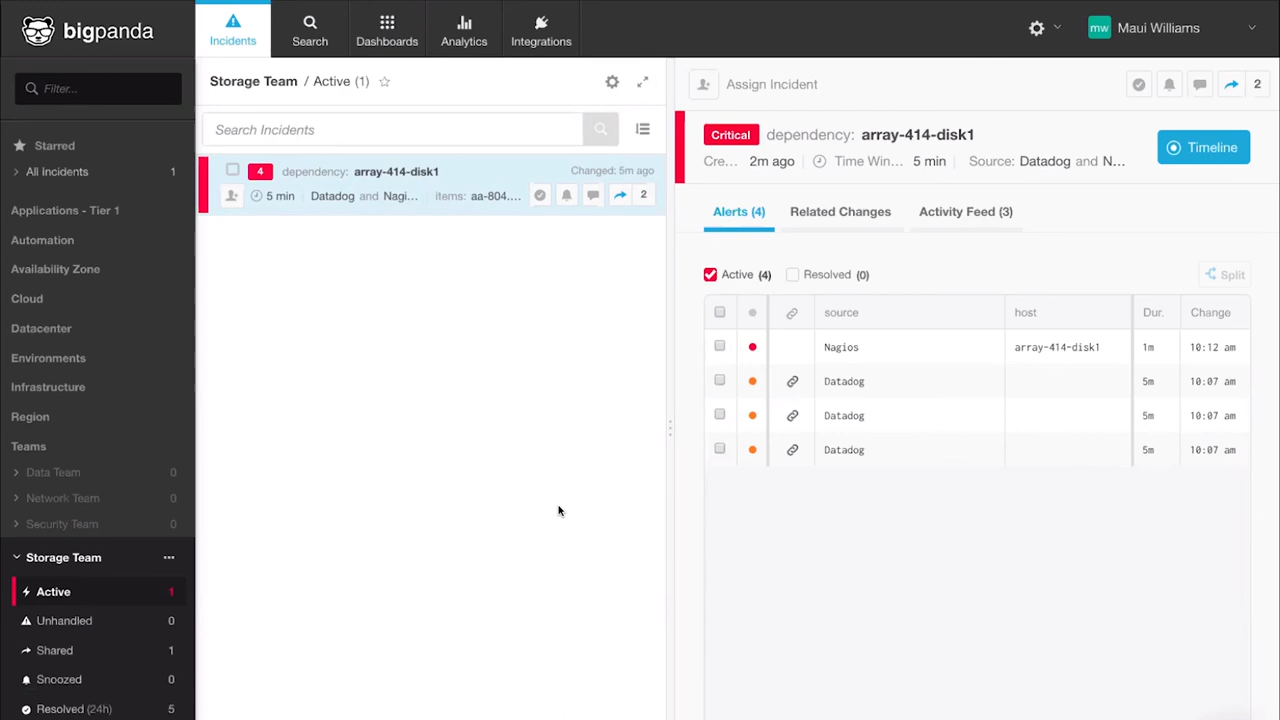 bigpanda
Incidents
Search
Dashboards
Analytics
Integrations
mw
Maui Williams
Filter...
Starred
All Incidents 1
Applications - Tier 1
Automation
Availability Zone
Cloud
Datacenter
Environments
Infrastructure
Region
Teams
Data Team 0
Network Team 0
Security Team 0
Storage Team
Active 1
Unhandled 0
Shared 1
Snoozed 0
Resolved (24h) 5
Storage Team / Active (1)
Search Incidents
4 dependency: array-414-disk1 Changed: 5m ago
5 min Datadog and Nagi... items: aa-804.... 2
Assign Incident 2
Critical dependency: array-414-disk1
Cre... 2m ago Time Win... 5 min Source: Datadog and N...
Timeline
Alerts (4) Related Changes Activity Feed (3)
Active (4) Resolved (0) Split
source host Dur. Change
Nagios array-414-disk1 1m 10:12 am
Datadog 5m 10:07 am
Datadog 5m 10:07 am
Datadog 5m 10:07 am